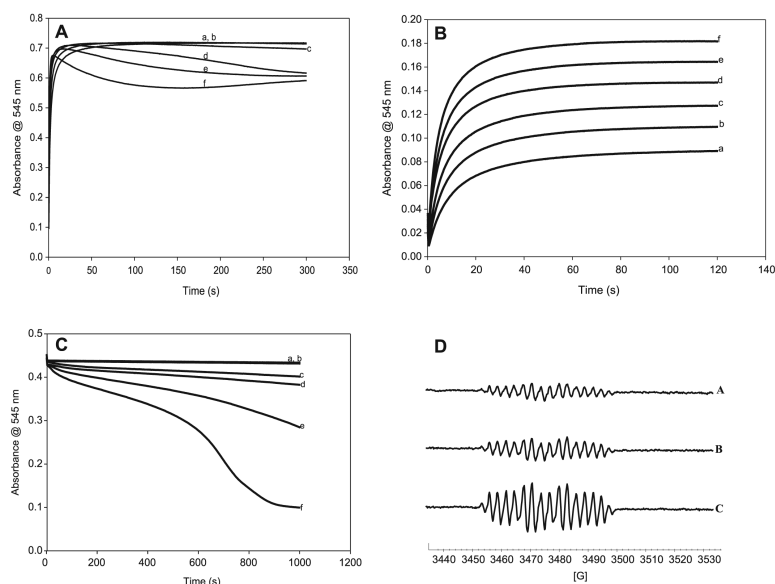 A
Absorbance @ 545 nm
0.8
0.7
0.6
0.5
0.4
0.3
0.2
0.1
0.0
a, b
c
d
e
f
0 50 100 150 200 250 300 350
Time (s)
B
Absorbance @ 545 nm
0.20
0.18
0.16
0.14
0.12
0.10
0.08
0.06
0.04
0.02
0.00
f
e
d
c
b
a
0 20 40 60 80 100 120 140
Time (s)
C
Absorbance @ 545 nm
0.5
0.4
0.3
0.2
0.1
0.0
a, b
c
d
e
f
0 200 400 600 800 1000 1200
Time (s)
D
A
B
C
3440 3450 3460 3470 3480 3490 3500 3510 3520 3530
[G]